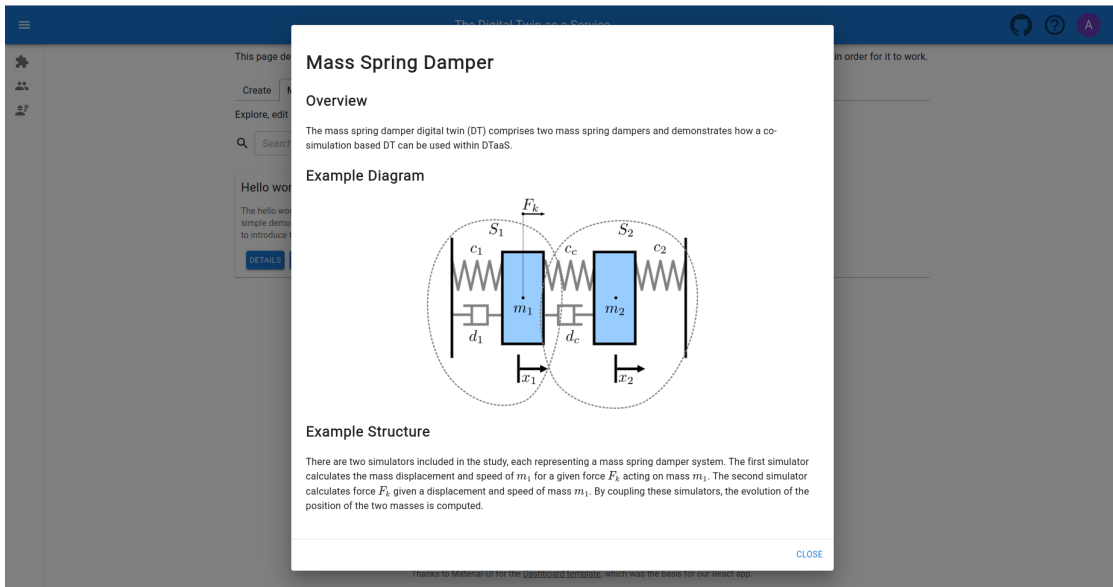 The Digital Twin as a Service
A
This page de
in order for it to work.
Create
M
Explore, edit
Search
Hello wor
The hello wor
simple demo
to introduce t
DETAILS
Mass Spring Damper
Overview
The mass spring damper digital twin (DT) comprises two mass spring dampers and demonstrates how a co-
simulation based DT can be used within DTaaS.
Example Diagram
F_k
S_1
S_2
c_1
c_c
c_2
m_1
m_2
d_1
d_c
x_1
x_2
Example Structure
There are two simulators included in the study, each representing a mass spring damper system. The first simulator
calculates the mass displacement and speed of m_1 for a given force F_k acting on mass m_1. The second simulator
calculates force F_k given a displacement and speed of mass m_1. By coupling these simulators, the evolution of the
position of the two masses is computed.
CLOSE
Thanks to Material-UI for the Dashboard template, which was the basis for our React app.